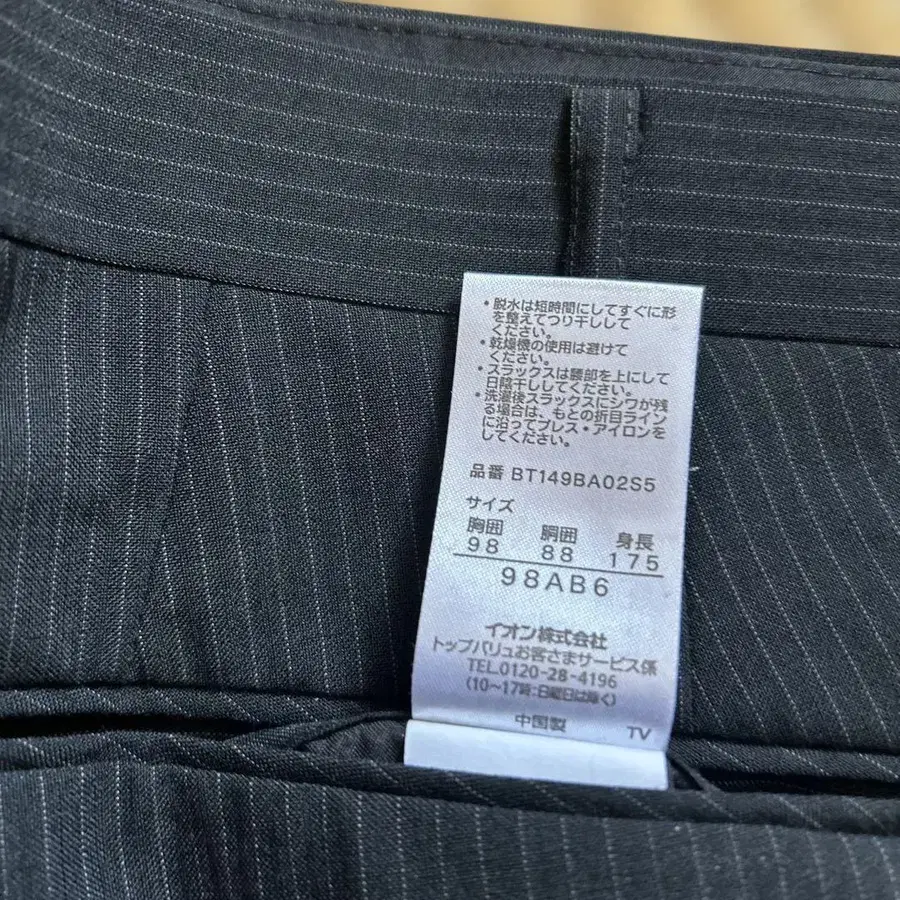 ・脱水は短時間にしてすぐに形
を整えてつり干しして
ください。
・乾燥機の使用は避けて
ください。
・スラックスは腰部を上にして
日陰干ししてください。
・洗濯後スラックスにシワが残
る場合は、もとの折目ライン
に沿ってプレス・アイロンを
してください。
品番 BT149BA02S5
サイズ
胸囲 胴囲 身長
98 88 175
98AB6
イオン株式会社
トップバリュお客さまサービス係
TEL.0120-28-4196
(10～17時:日曜日は除く)
中国製 TV